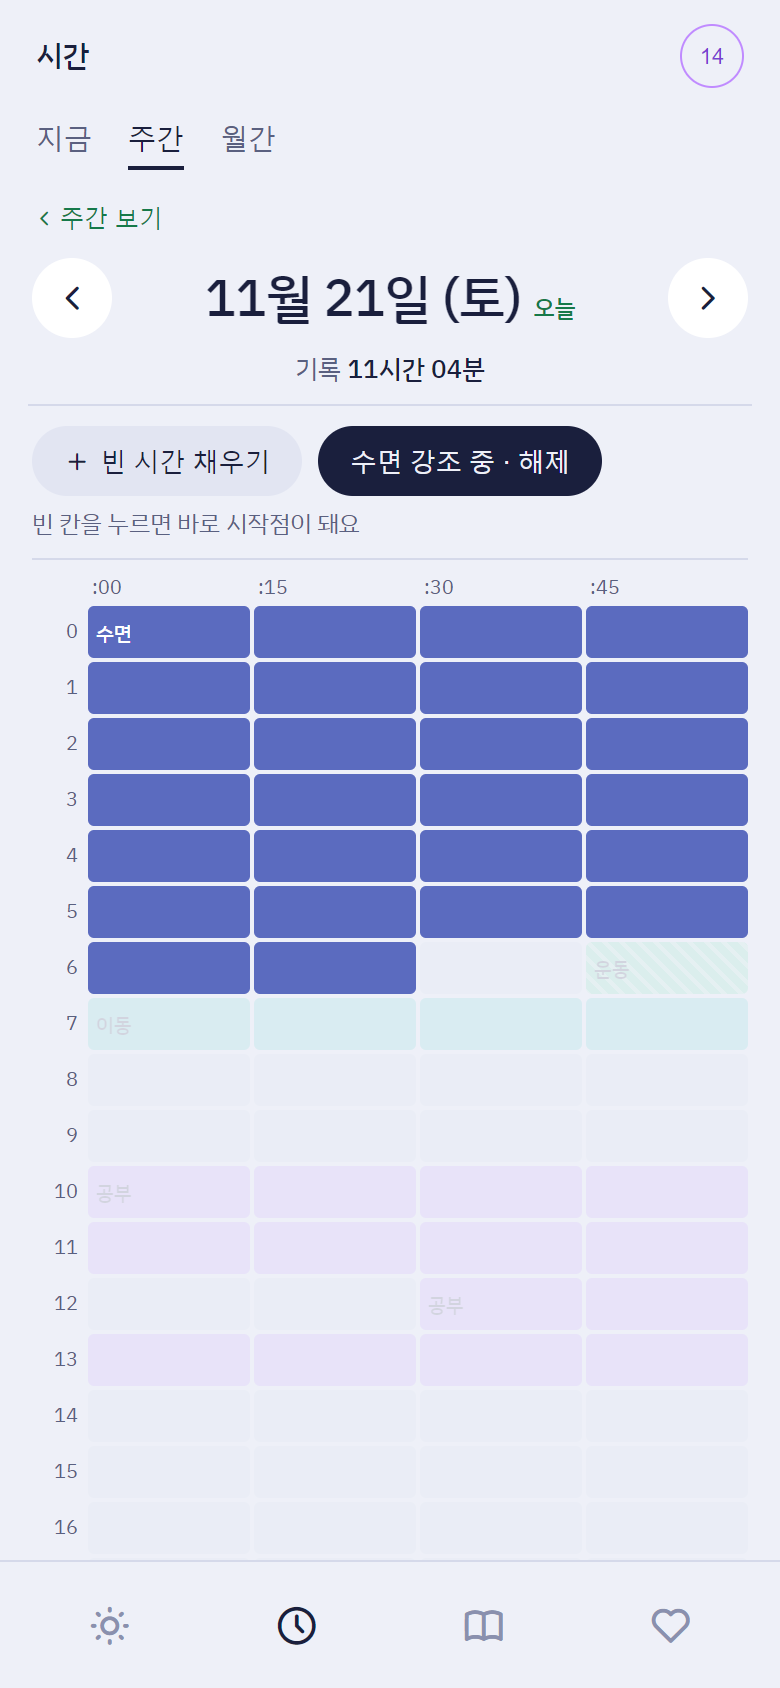 시간
14
지금 주간 월간
주간 보기
11월 21일 (토) 오늘
기록 11시간 04분
+ 빈 시간 채우기
수면 강조 중 · 해제
빈 칸을 누르면 바로 시작점이 돼요
:00 :15 :30 :45
0 수면
1
2
3
4
5
6 운동
7 이동
8
9
10 공부
11
12 공부
13
14
15
16